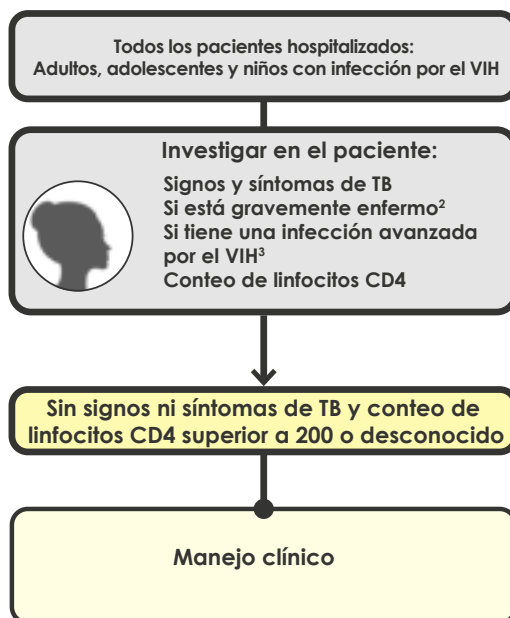 Todos los pacientes hospitalizados:
Adultos, adolescentes y niños con infección por el VIH
Investigar en el paciente:
Signos y síntomas de TB
Si está gravemente enfermo²
Si tiene una infección avanzada
por el VIH³
Conteo de linfocitos CD4
Sin signos ni síntomas de TB y conteo de
linfocitos CD4 superior a 200 o desconocido
Manejo clínico